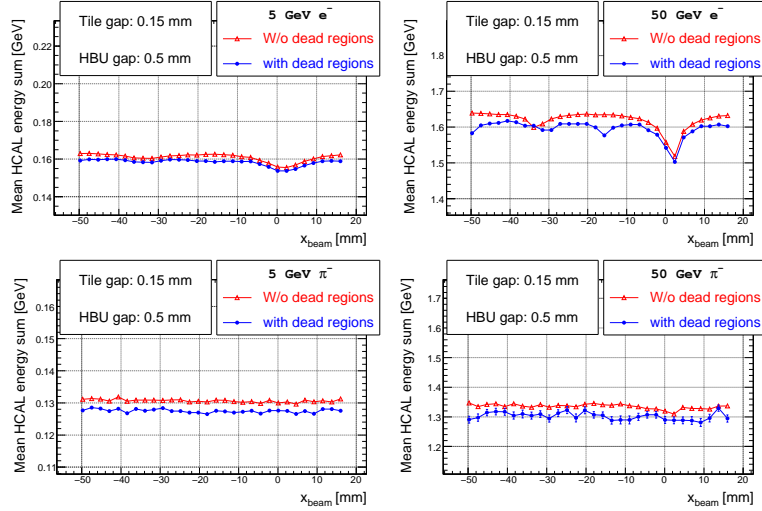 Mean HCAL energy sum [GeV]
Tile gap: 0.15 mm
HBU gap: 0.5 mm
5 GeV e⁻
W/o dead regions
with dead regions
0.22
0.20
0.18
0.16
0.14
−50 −40 −30 −20 −10 0 10 20
x_beam [mm]
Mean HCAL energy sum [GeV]
Tile gap: 0.15 mm
HBU gap: 0.5 mm
50 GeV e⁻
W/o dead regions
with dead regions
1.8
1.7
1.6
1.5
1.4
−50 −40 −30 −20 −10 0 10 20
x_beam [mm]
Mean HCAL energy sum [GeV]
Tile gap: 0.15 mm
HBU gap: 0.5 mm
5 GeV π⁻
W/o dead regions
with dead regions
0.16
0.15
0.14
0.13
0.12
0.11
−50 −40 −30 −20 −10 0 10 20
x_beam [mm]
Mean HCAL energy sum [GeV]
Tile gap: 0.15 mm
HBU gap: 0.5 mm
50 GeV π⁻
W/o dead regions
with dead regions
1.7
1.6
1.5
1.4
1.3
1.2
−50 −40 −30 −20 −10 0 10 20
x_beam [mm]